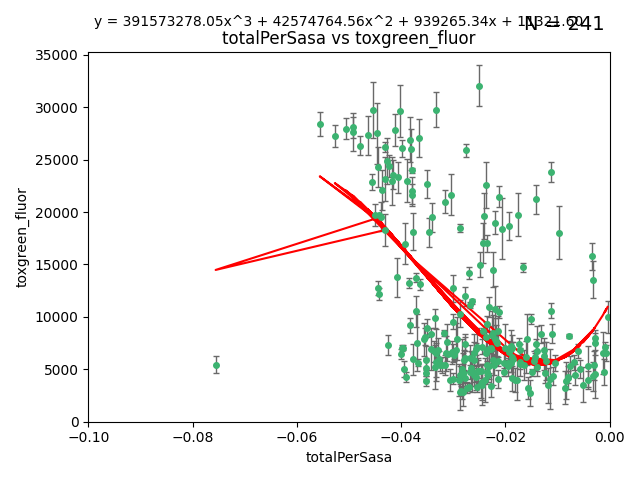 y = 391573278.05x^3 + 42574764.56x^2 + 939265.34x +
N = 241
totalPerSasa vs toxgreen_fluor
35000
30000
25000
20000
15000
10000
5000
0
toxgreen_fluor
−0.10
−0.08
−0.06
−0.04
−0.02
0.00
totalPerSasa